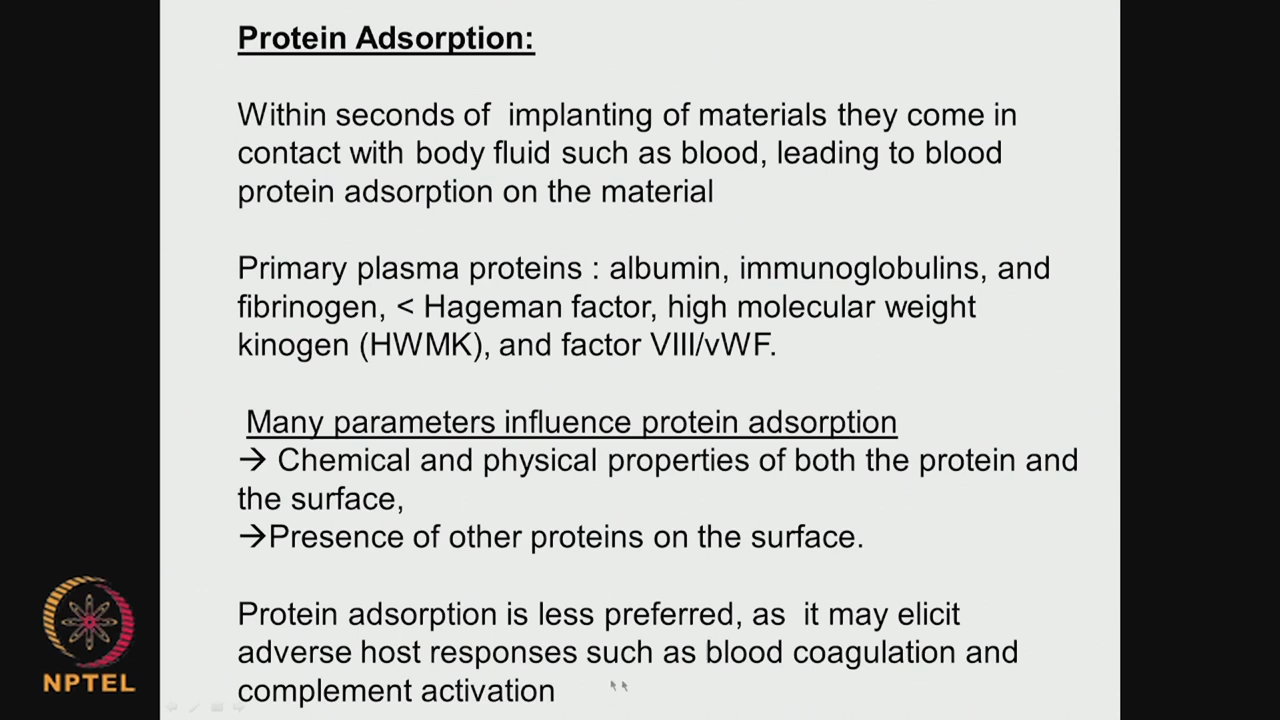 Protein Adsorption:
Within seconds of implanting of materials they come in
contact with body fluid such as blood, leading to blood
protein adsorption on the material
Primary plasma proteins : albumin, immunoglobulins, and
fibrinogen, < Hageman factor, high molecular weight
kinogen (HWMK), and factor VIII/vWF.
Many parameters influence protein adsorption
→ Chemical and physical properties of both the protein and
the surface,
→Presence of other proteins on the surface.
Protein adsorption is less preferred, as it may elicit
adverse host responses such as blood coagulation and
complement activation
NPTEL